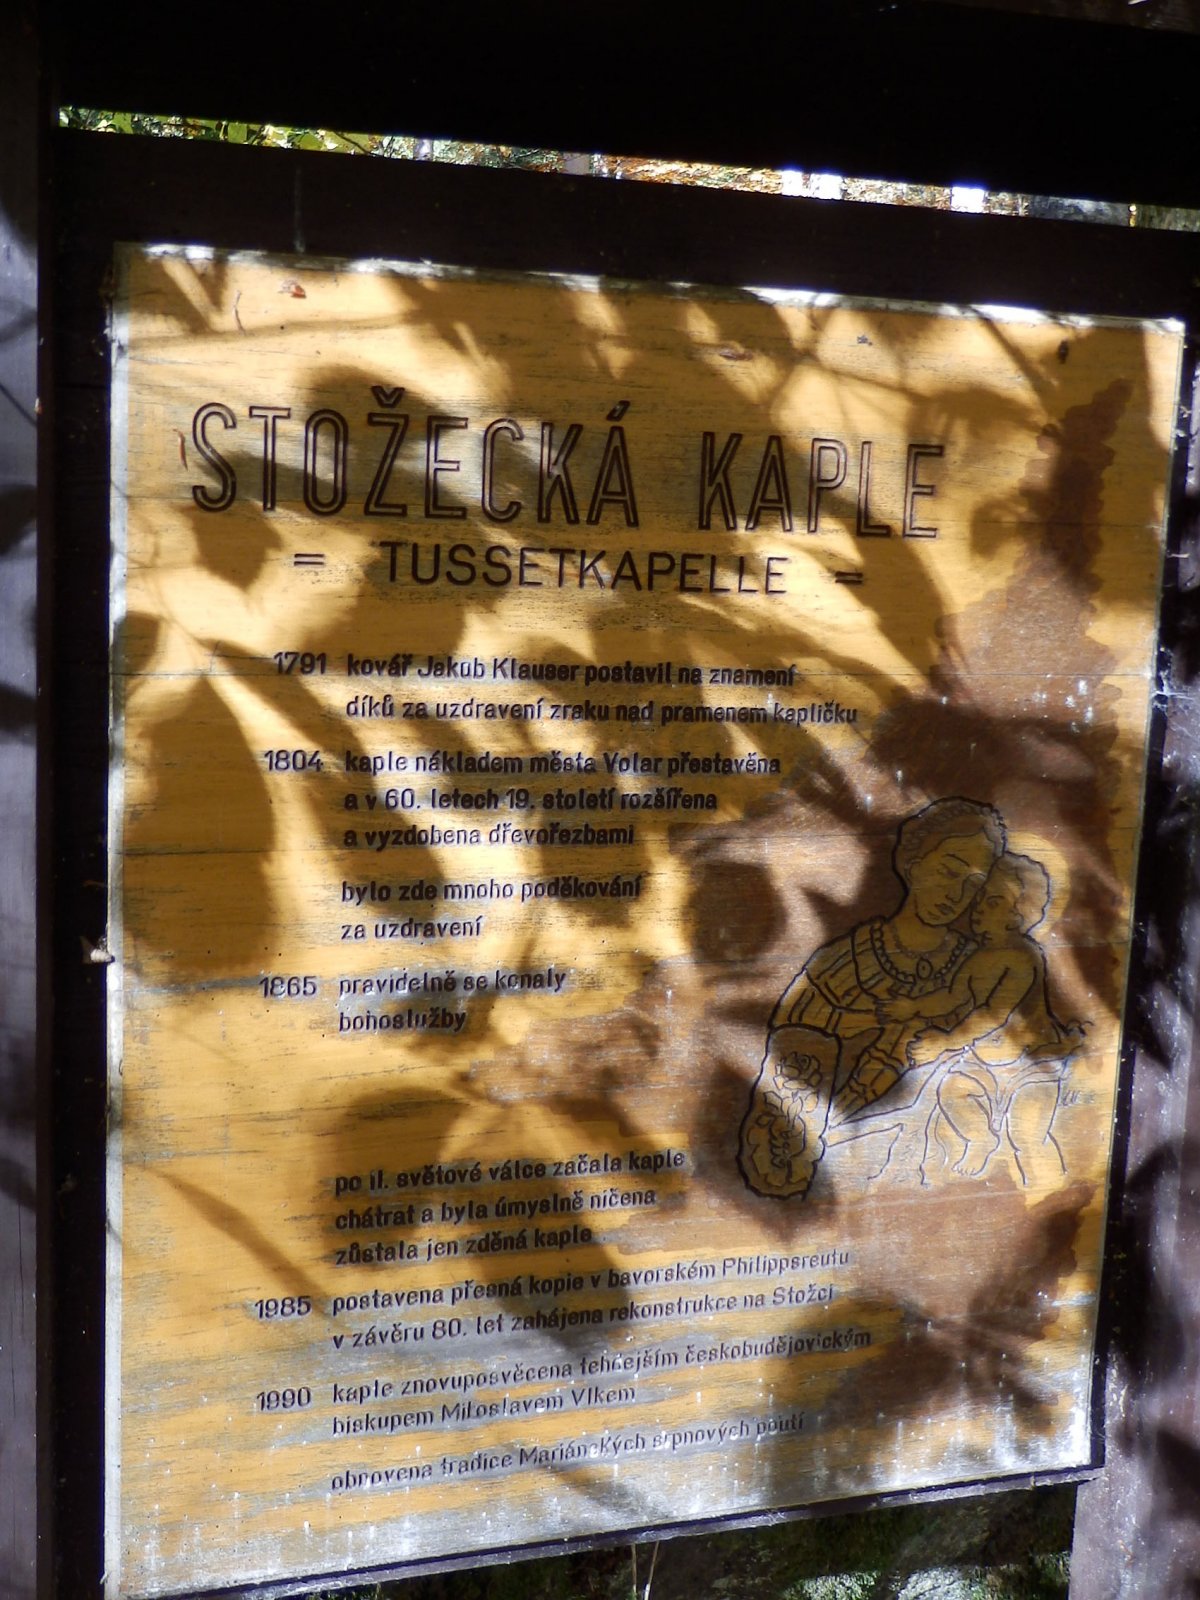 STOŽECKÁ KAPLE
= TUSSETKAPELLE =
1791 kovář Jakub Klauser postavil na znamení
díků za uzdravení zraku nad pramenem kapličku
1804 kaple nákladem města Volar přestavěna
a v 60. letech 19. století rozšířena
a vyzdobena dřevořezbami
bylo zde mnoho poděkování
za uzdravení
1865 pravidelně se konaly
bohoslužby
po II. světové válce začala kaple
chátrat a byla úmyslně ničena
zůstala jen zděná kaple
1985 postavena přesná kopie v bavorském Philippsreutu
v závěru 80. let zahájena rekonstrukce na Stožci
1990 kaple znovuposvěcena tehdejším českobudějovickým
biskupem Miloslavem Vlkem
obnovena tradice Mariánských srpnových poutí